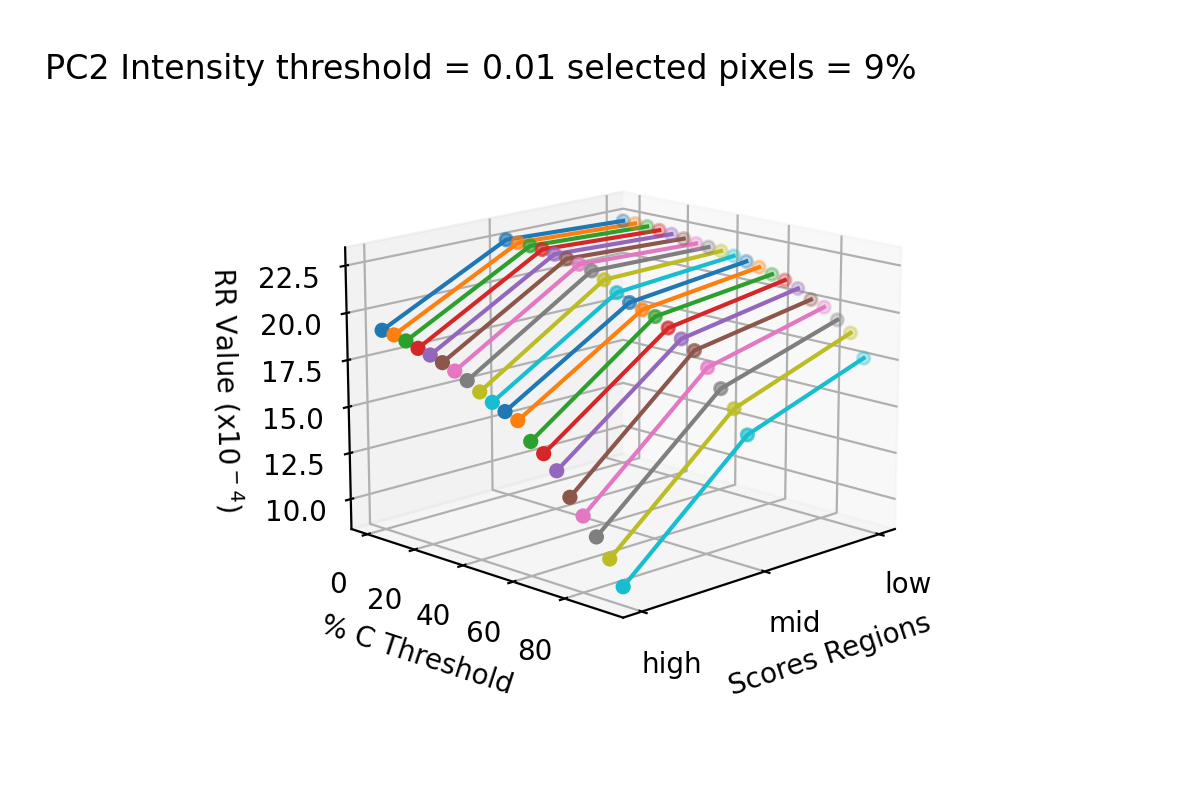 PC2 Intensity threshold = 0.01 selected pixels = 9%
RR Value (x10⁻⁴)
22.5
20.0
17.5
15.0
12.5
10.0
0
20
40
60
80
% C Threshold
high
mid
low
Scores Regions